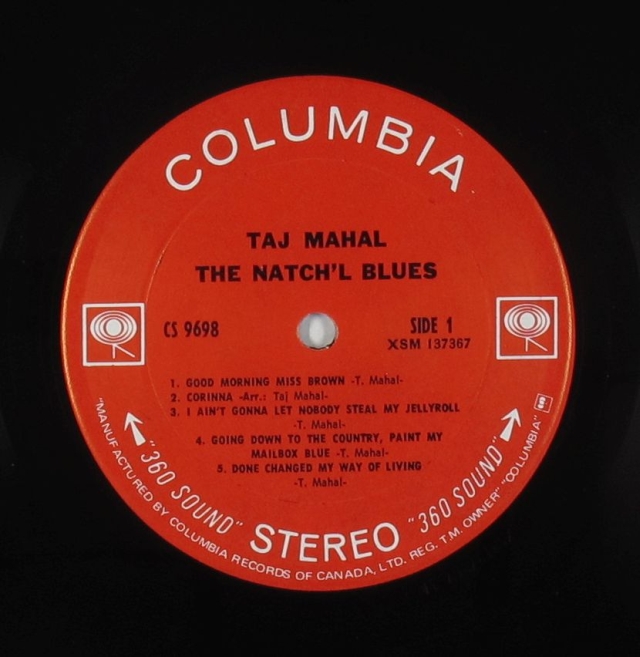 COLUMBIA
TAJ MAHAL
THE NATCH'L BLUES
CS 9698
SIDE 1
XSM 137367
1. GOOD MORNING MISS BROWN -T. Mahal-
2. CORINNA -Arr.: Taj Mahal-
3. I AIN'T GONNA LET NOBODY STEAL MY JELLYROLL
-T. Mahal-
4. GOING DOWN TO THE COUNTRY, PAINT MY
MAILBOX BLUE -T. Mahal-
5. DONE CHANGED MY WAY OF LIVING
-T. Mahal-
"360 SOUND" STEREO "360 SOUND"
"MANUFACTURED BY COLUMBIA RECORDS OF CANADA, LTD. REG. T.M. OWNER" "COLUMBIA"